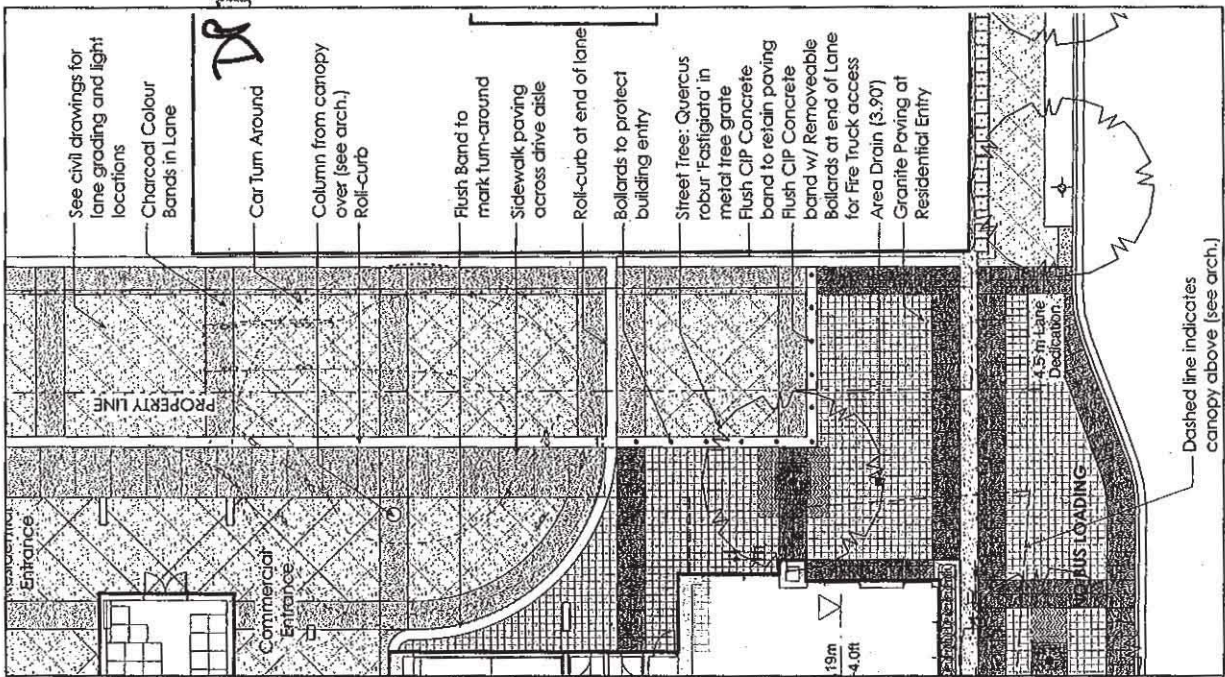 DP
See civil drawings for
lane grading and light
locations
Charcoal Colour
Bands in Lane
Car Turn Around
Column from canopy
over (see arch.)
Roll-curb
Flush Band to
mark turn-around
Sidewalk paving
across drive aisle
Roll-curb at end of lane
Bollards to protect
building entry
Street Tree: Quercus
robur 'Fastigiata' in
metal tree grate
Flush CIP Concrete
band to retain paving
Flush CIP Concrete
band w/ Removeable
Bollards at end of Lane
for Fire Truck access
Area Drain (3.90')
Granite Paving at
Residential Entry
PROPERTY LINE
Entrance
Commercial
Entrance
4.5 m Lane
Dedication
BUS LOADING
19m
4.0ft
Dashed line indicates
canopy above (see arch.)